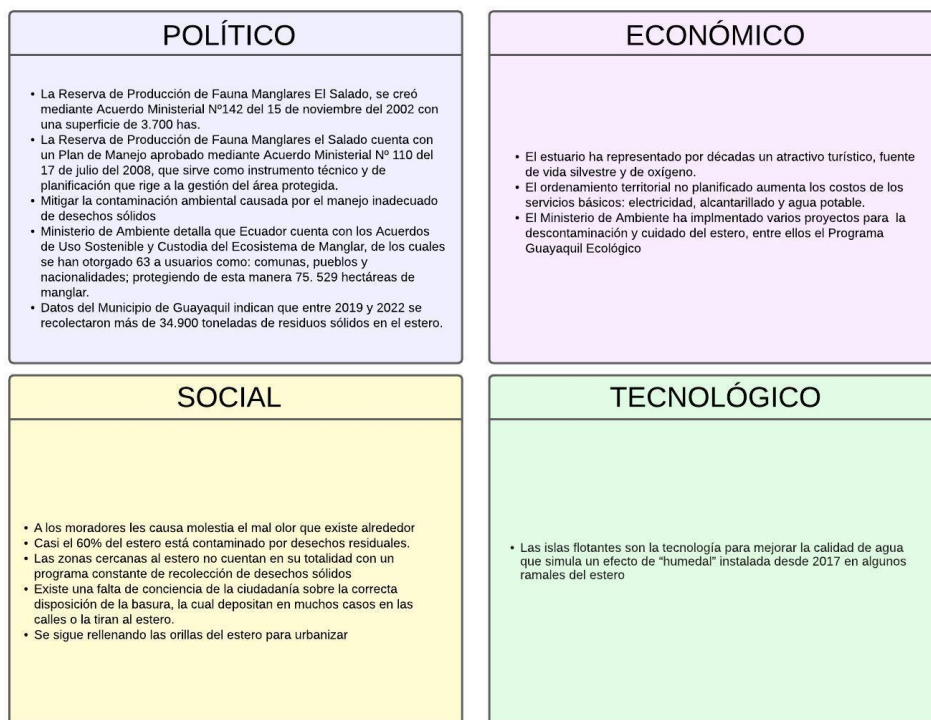 POLÍTICO
• La Reserva de Producción de Fauna Manglares El Salado, se creó
mediante Acuerdo Ministerial Nº142 del 15 de noviembre del 2002 con
una superficie de 3.700 has.
• La Reserva de Producción de Fauna Manglares el Salado cuenta con
un Plan de Manejo aprobado mediante Acuerdo Ministerial Nº 110 del
17 de julio del 2008, que sirve como instrumento técnico y de
planificación que rige a la gestión del área protegida.
• Mitigar la contaminación ambiental causada por el manejo inadecuado
de desechos sólidos
• Ministerio de Ambiente detalla que Ecuador cuenta con los Acuerdos
de Uso Sostenible y Custodia del Ecosistema de Manglar, de los cuales
se han otorgado 63 a usuarios como: comunas, pueblos y
nacionalidades; protegiendo de esta manera 75. 529 hectáreas de
manglar.
• Datos del Municipio de Guayaquil indican que entre 2019 y 2022 se
recolectaron más de 34.900 toneladas de residuos sólidos en el estero.
ECONÓMICO
• El estuario ha representado por décadas un atractivo turístico, fuente
de vida silvestre y de oxígeno.
• El ordenamiento territorial no planificado aumenta los costos de los
servicios básicos: electricidad, alcantarillado y agua potable.
• El Ministerio de Ambiente ha implmentado varios proyectos para la
descontaminación y cuidado del estero, entre ellos el Programa
Guayaquil Ecológico
SOCIAL
• A los moradores les causa molestia el mal olor que existe alrededor
• Casi el 60% del estero está contaminado por desechos residuales.
• Las zonas cercanas al estero no cuentan en su totalidad con un
programa constante de recolección de desechos sólidos
• Existe una falta de conciencia de la ciudadanía sobre la correcta
disposición de la basura, la cual depositan en muchos casos en las
calles o la tiran al estero.
• Se sigue rellenando las orillas del estero para urbanizar
TECNOLÓGICO
• Las islas flotantes son la tecnología para mejorar la calidad de agua
que simula un efecto de "humedal" instalada desde 2017 en algunos
ramales del estero